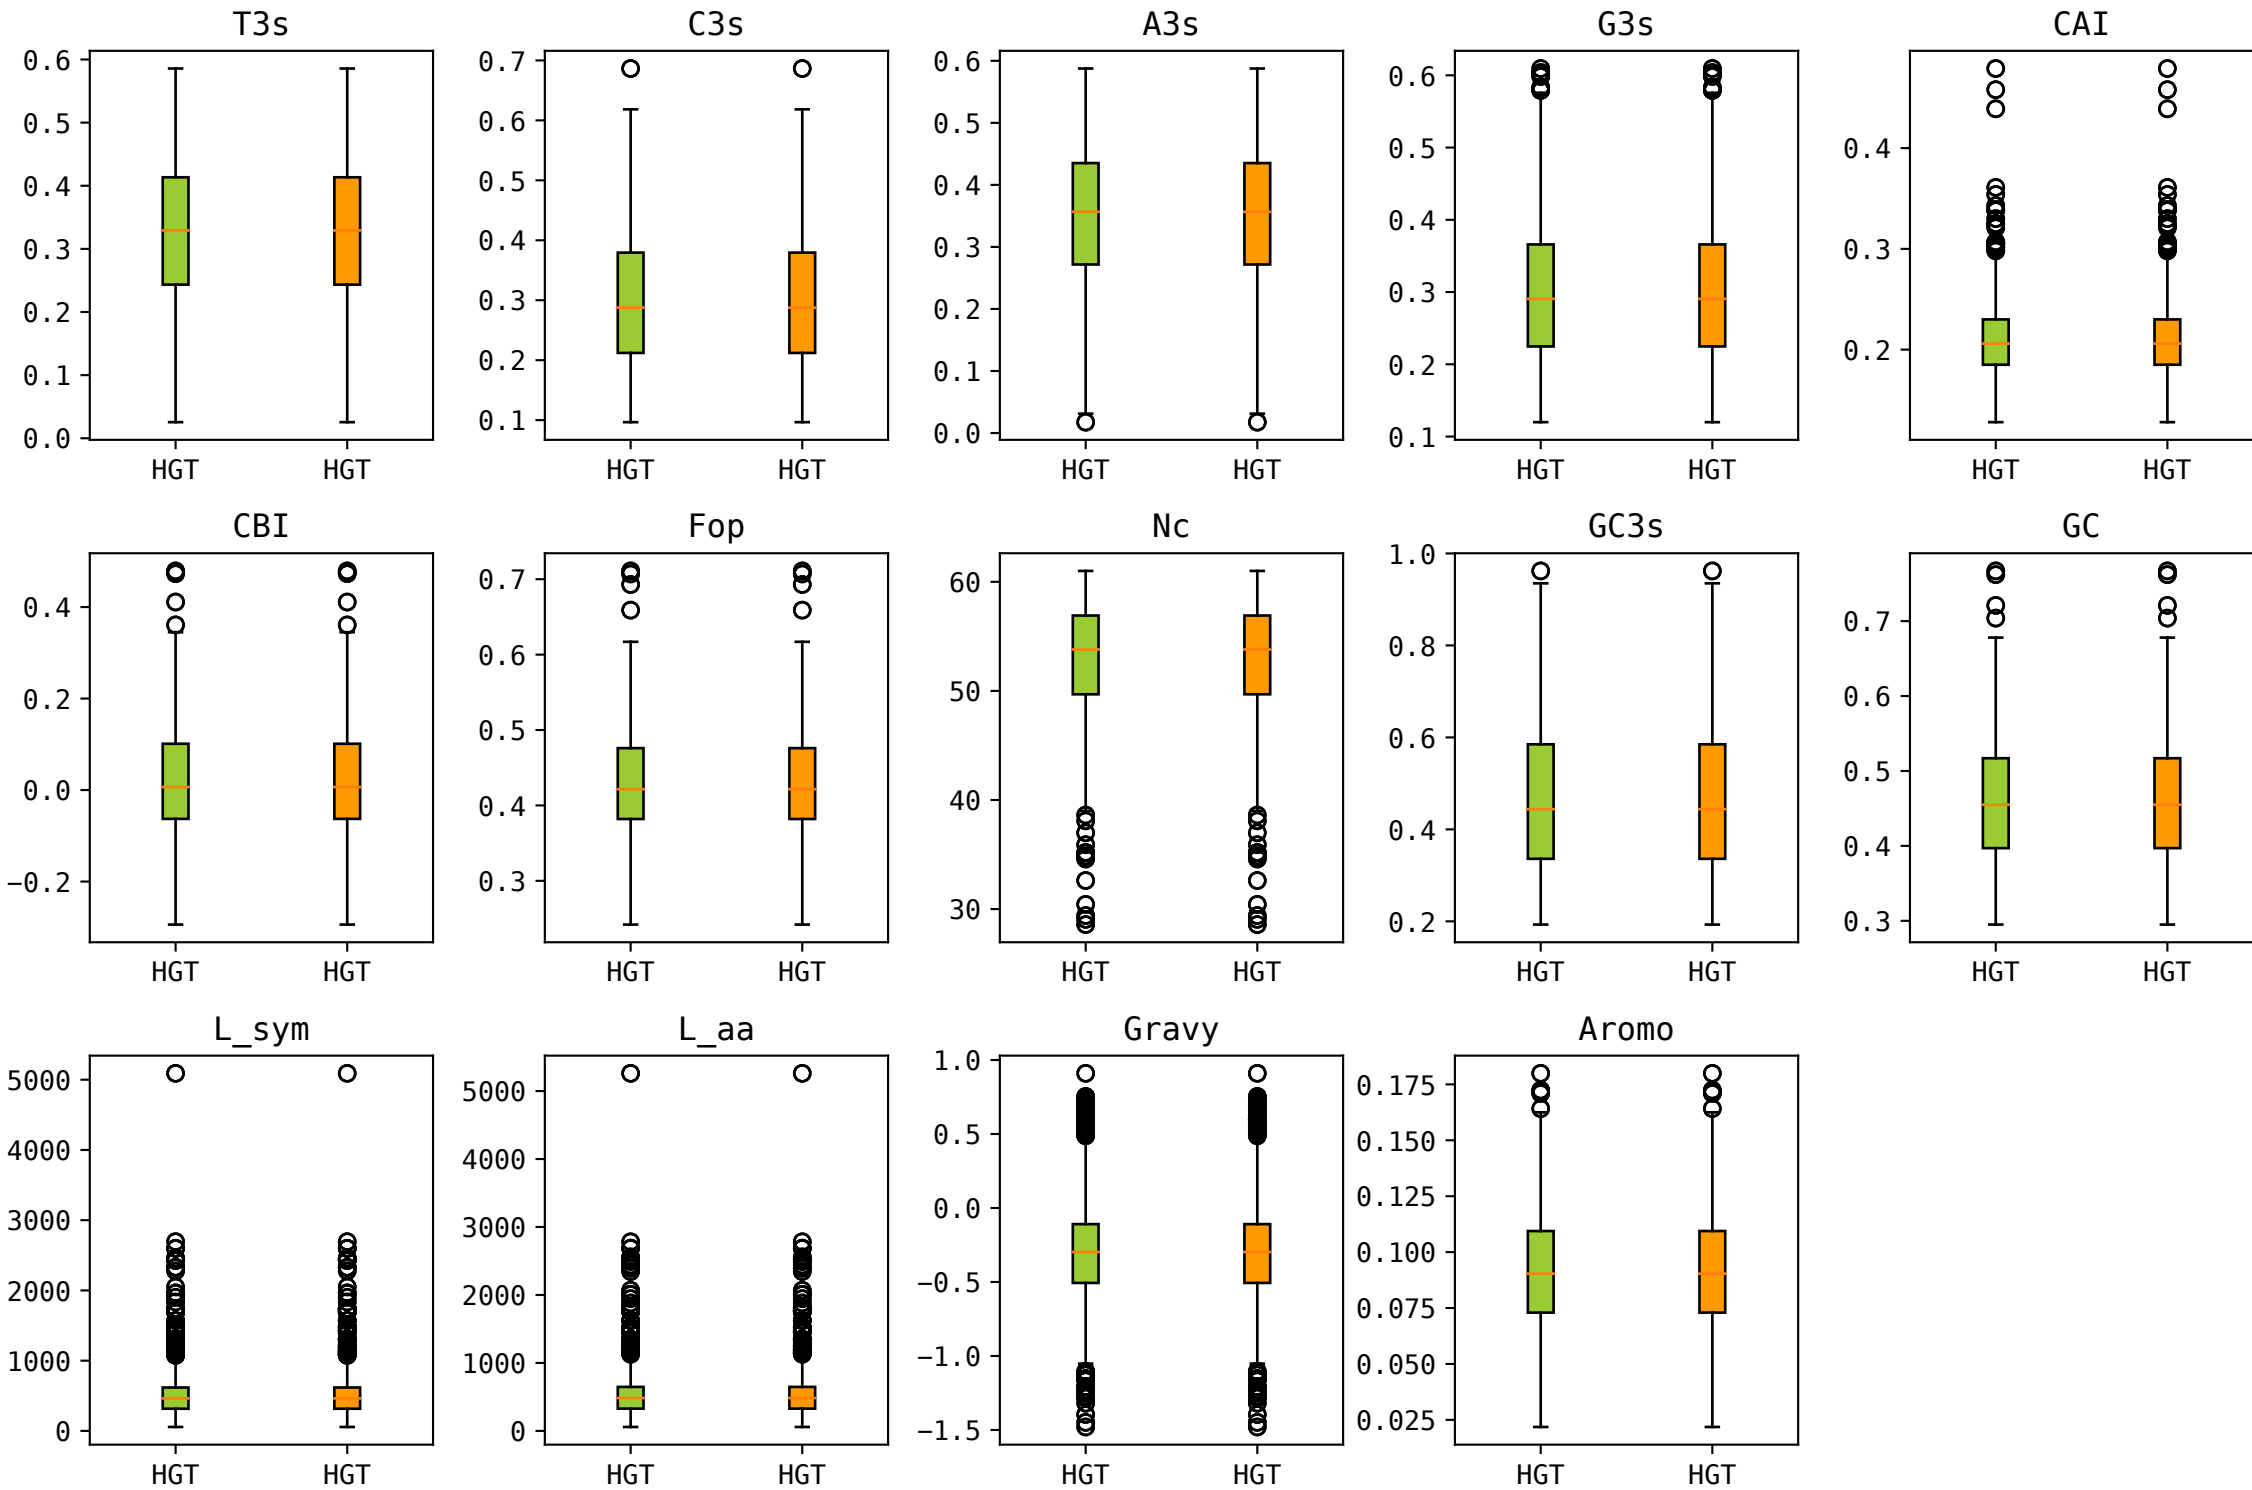 T3s C3s A3s G3s CAI
0.6 0.5 0.4 0.3 0.2 0.1 0.0
0.7 0.6 0.5 0.4 0.3 0.2 0.1
0.6 0.5 0.4 0.3 0.2 0.1 0.0
0.6 0.5 0.4 0.3 0.2 0.1
0.4 0.3 0.2
HGT HGT HGT HGT HGT HGT HGT HGT HGT HGT
CBI Fop Nc GC3s GC
0.4 0.2 0.0 −0.2
0.7 0.6 0.5 0.4 0.3
60 50 40 30
1.0 0.8 0.6 0.4 0.2
0.7 0.6 0.5 0.4 0.3
HGT HGT HGT HGT HGT HGT HGT HGT HGT HGT
L_sym L_aa Gravy Aromo
5000 4000 3000 2000 1000 0
5000 4000 3000 2000 1000 0
1.0 0.5 0.0 −0.5 −1.0 −1.5
0.175 0.150 0.125 0.100 0.075 0.050 0.025
HGT HGT HGT HGT HGT HGT HGT HGT